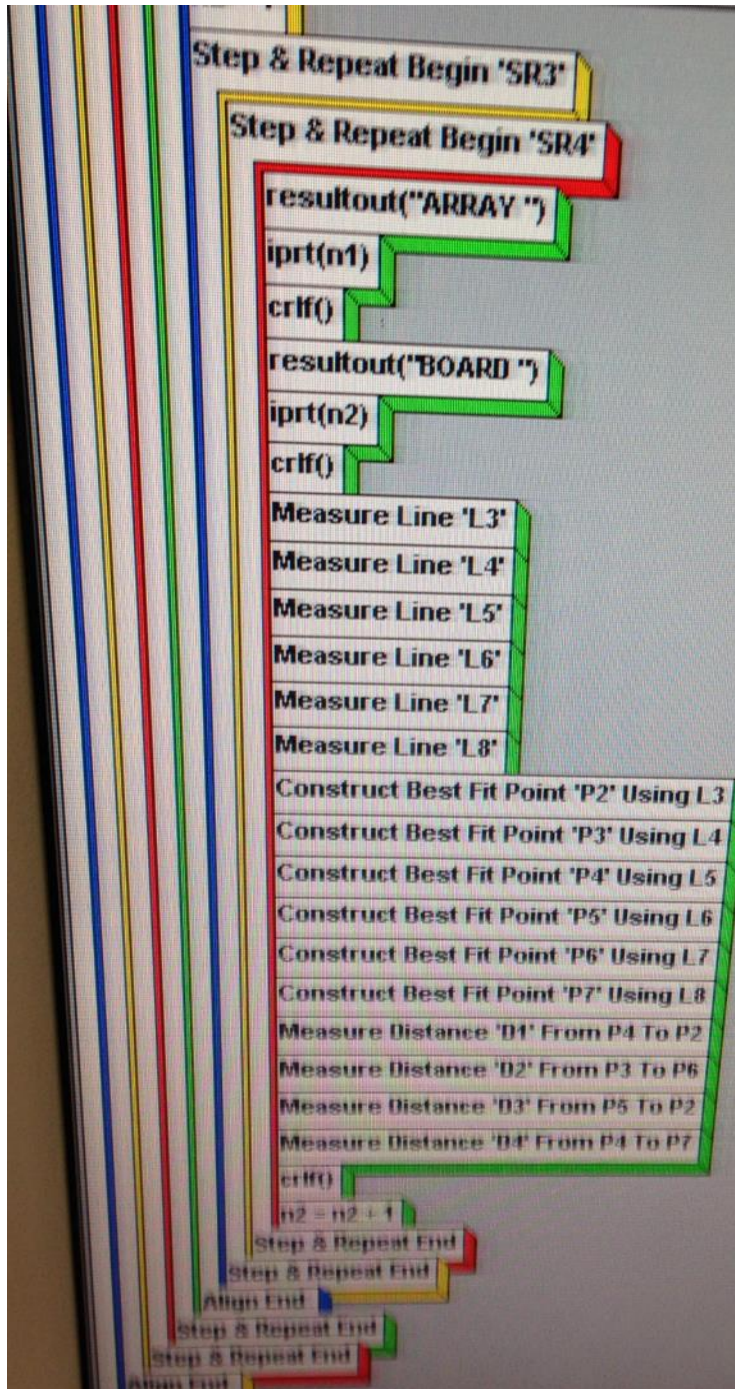 Step & Repeat Begin 'SR3'
Step & Repeat Begin 'SR4'
resultout("ARRAY ")
iprt(n1)
crlf()
resultout("BOARD ")
iprt(n2)
crlf()
Measure Line 'L3'
Measure Line 'L4'
Measure Line 'L5'
Measure Line 'L6'
Measure Line 'L7'
Measure Line 'L8'
Construct Best Fit Point 'P2' Using L3
Construct Best Fit Point 'P3' Using L4
Construct Best Fit Point 'P4' Using L5
Construct Best Fit Point 'P5' Using L6
Construct Best Fit Point 'P6' Using L7
Construct Best Fit Point 'P7' Using L8
Measure Distance 'D1' From P4 To P2
Measure Distance 'D2' From P3 To P6
Measure Distance 'D3' From P5 To P2
Measure Distance 'D4' From P4 To P7
crlf()
n2 = n2 + 1
Step & Repeat End
Step & Repeat End
Align End
Step & Repeat End
Step & Repeat End
Align End